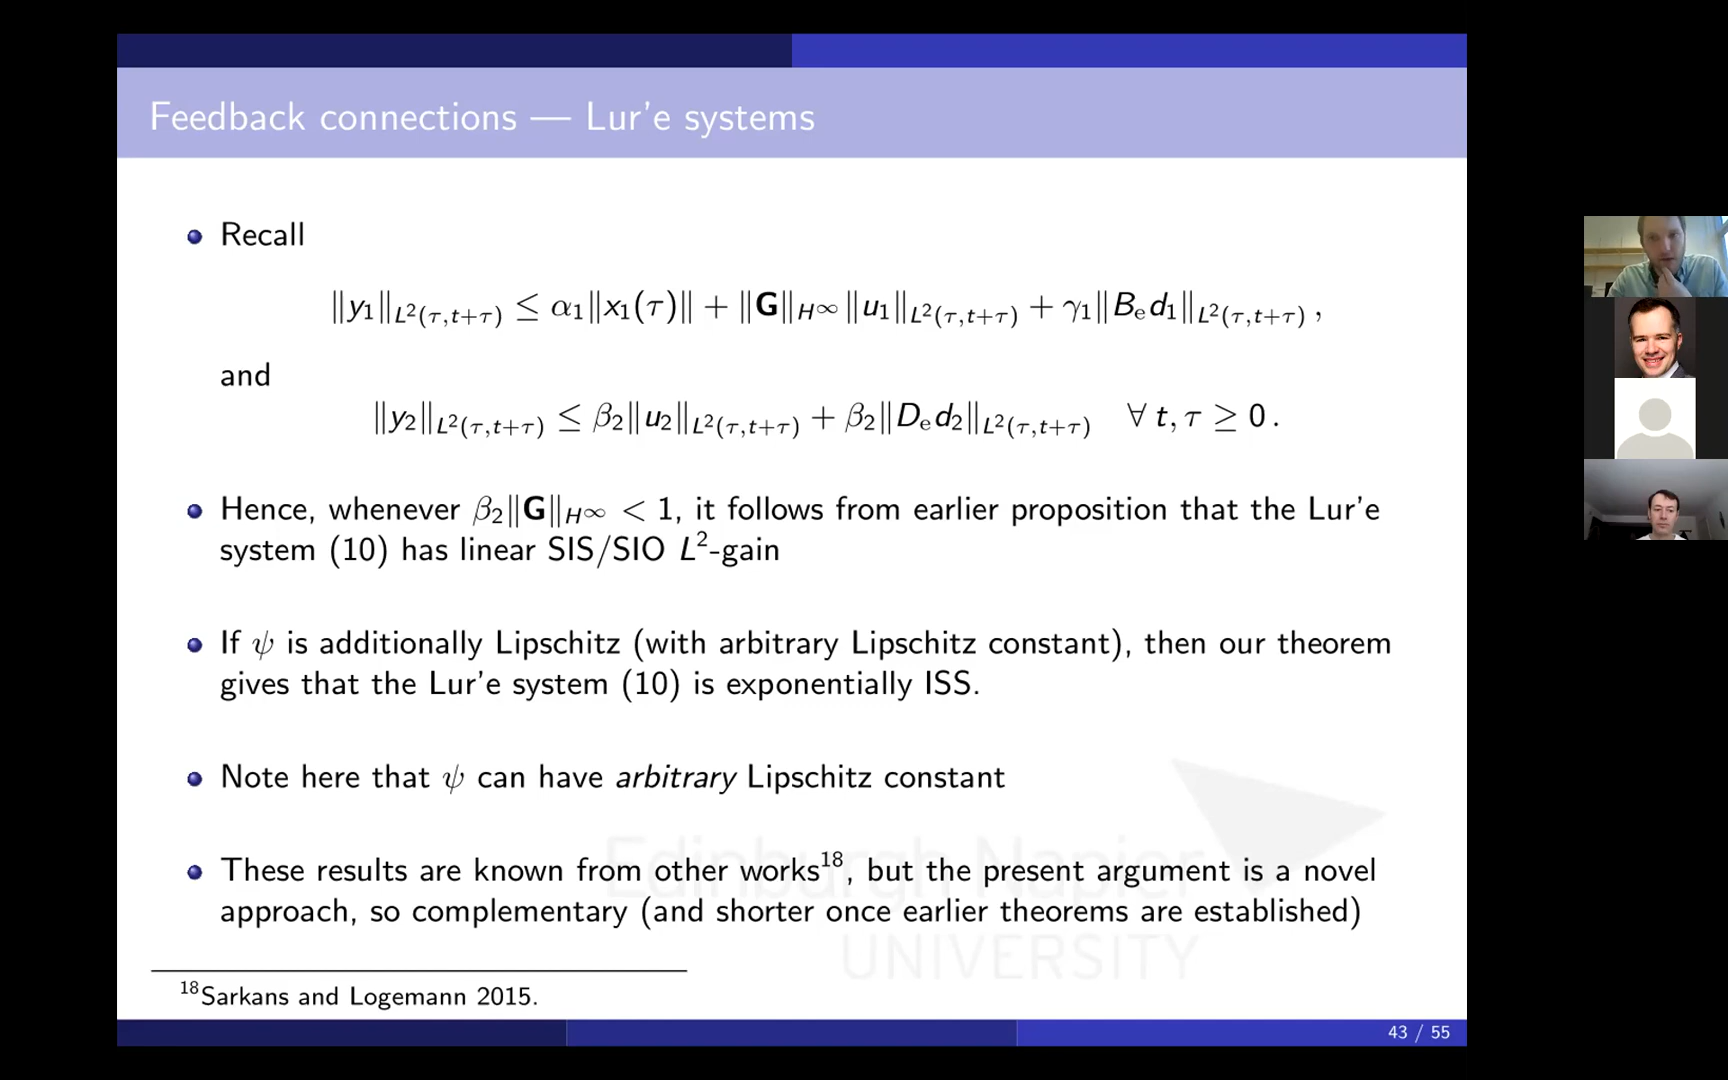 Feedback connections — Lur'e systems
Recall
‖y₁‖_{L²(τ,t+τ)} ≤ α₁‖x₁(τ)‖ + ‖G‖_{H^∞}‖u₁‖_{L²(τ,t+τ)} + γ₁‖B_e d₁‖_{L²(τ,t+τ)} ,
and
‖y₂‖_{L²(τ,t+τ)} ≤ β₂‖u₂‖_{L²(τ,t+τ)} + β₂‖D_e d₂‖_{L²(τ,t+τ)} ∀ t, τ ≥ 0 .
Hence, whenever β₂‖G‖_{H^∞} < 1, it follows from earlier proposition that the Lur'e
system (10) has linear SIS/SIO L²-gain
If ψ is additionally Lipschitz (with arbitrary Lipschitz constant), then our theorem
gives that the Lur'e system (10) is exponentially ISS.
Note here that ψ can have arbitrary Lipschitz constant
These results are known from other works¹⁸, but the present argument is a novel
approach, so complementary (and shorter once earlier theorems are established)
Edinburgh Napier
UNIVERSITY
¹⁸Sarkans and Logemann 2015.
43 / 55